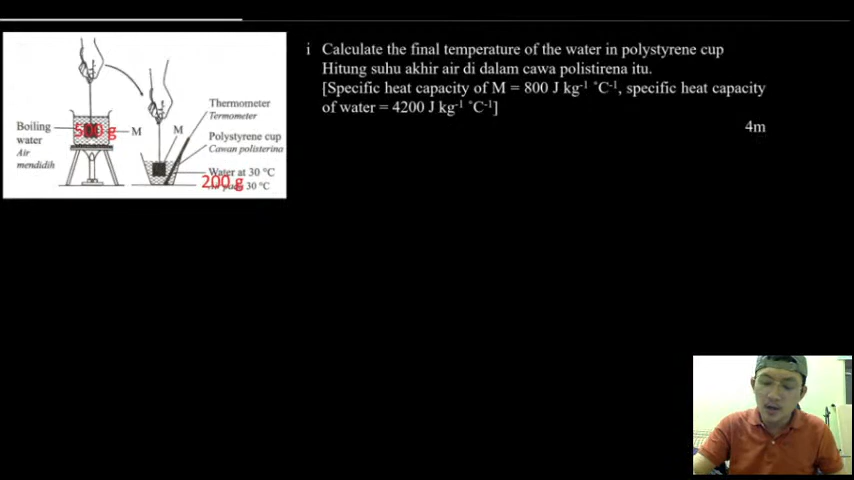 i Calculate the final temperature of the water in polystyrene cup
Hitung suhu akhir air di dalam cawa polistirena itu.
[Specific heat capacity of M = 800 J kg⁻¹ ˚C⁻¹, specific heat capacity
of water = 4200 J kg⁻¹ ˚C⁻¹]
4m
Boiling
water
Air
mendidih
500 g
M
M
Thermometer
Termometer
Polystyrene cup
Cawan polisterina
Water at 30 °C
30 °C
200 g